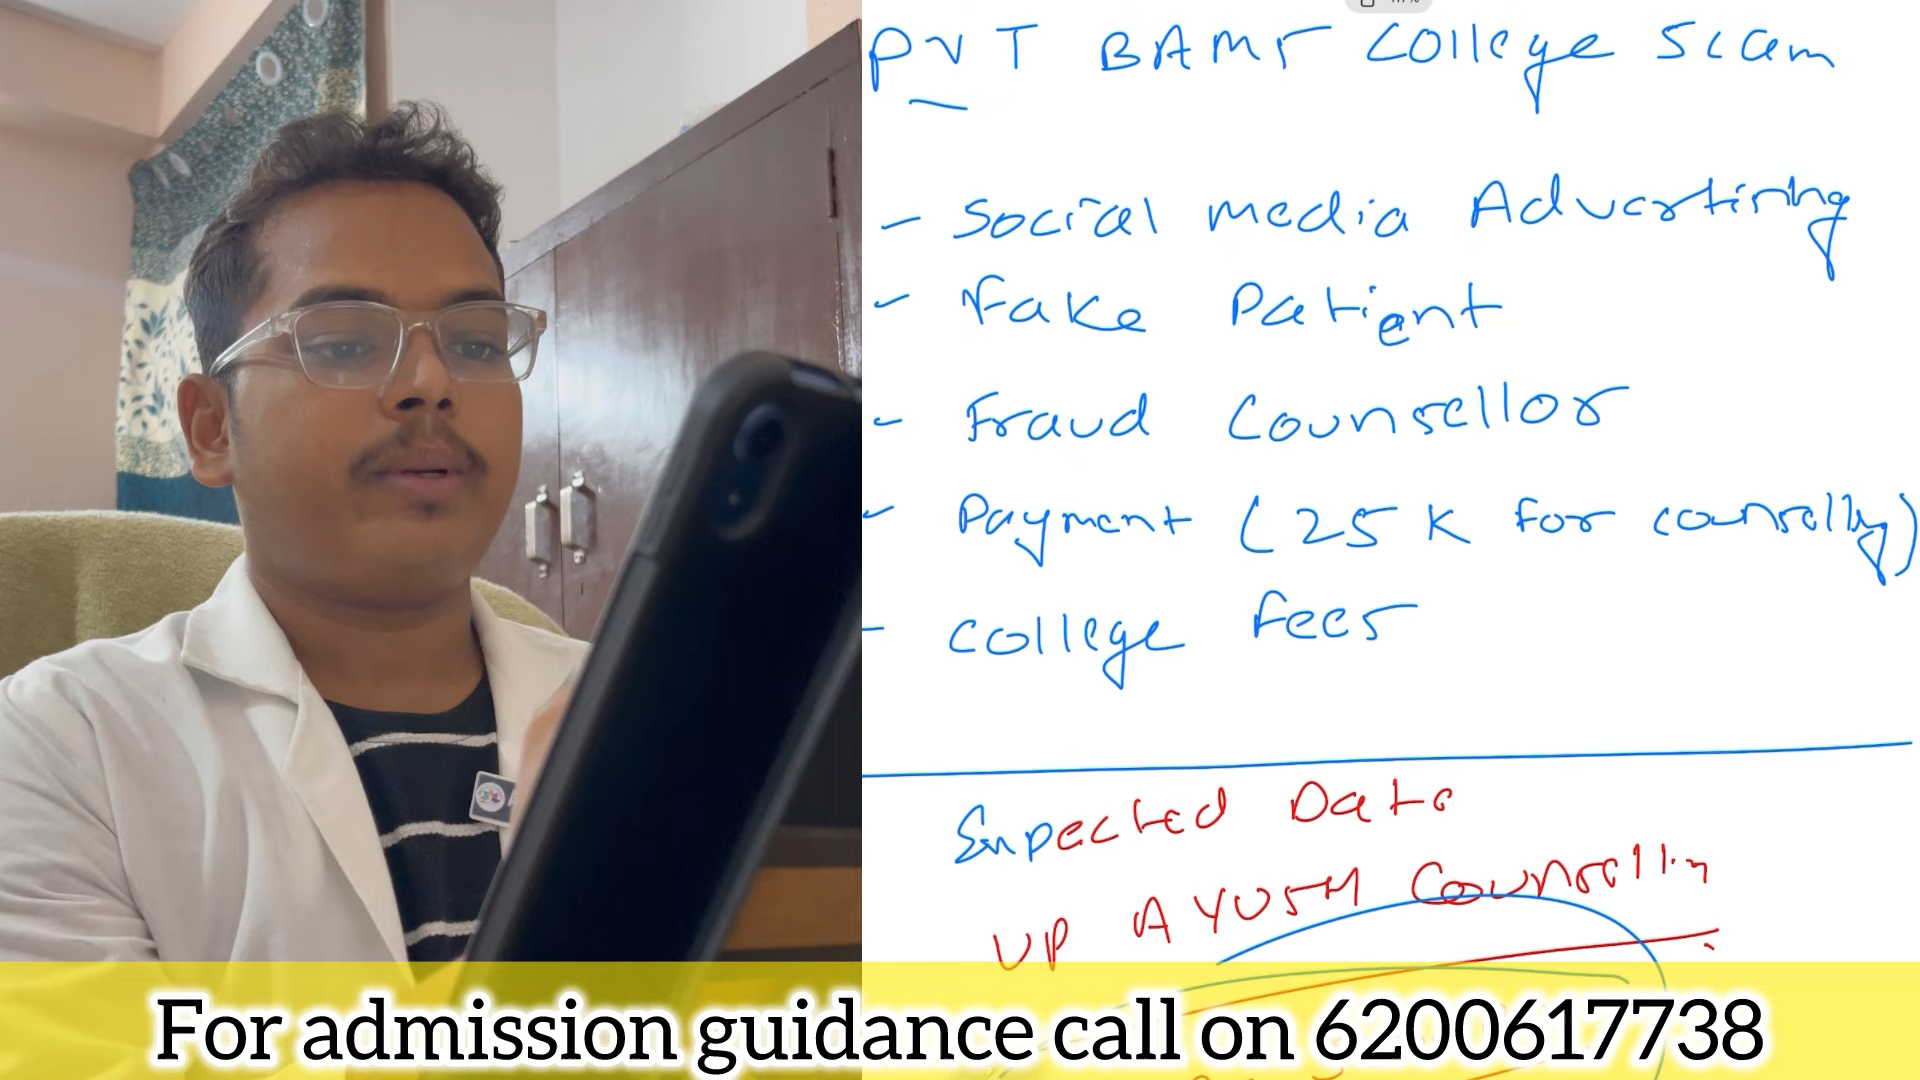 PVT BAMS College Scam
- Social media Advertising
- Fake Patient
- Fraud Counsellor
- Payment (25K for counselling)
- College Fees
Expected Date
UP AYUSH Counselling
For admission guidance call on 6200617738